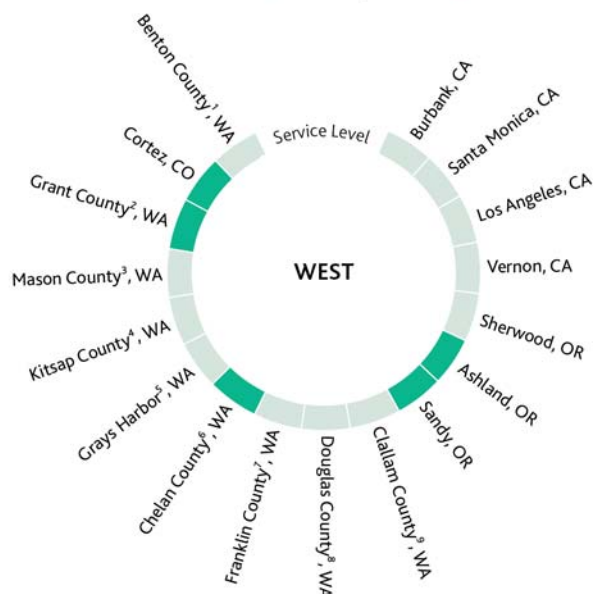 Service Level
Burbank, CA
Santa Monica, CA
Los Angeles, CA
Vernon, CA
Sherwood, OR
Ashland, OR
Sandy, OR
Clallam County⁹, WA
Douglas County⁸, WA
Franklin County⁷, WA
Chelan County⁶, WA
Grays Harbor⁵, WA
Kitsap County⁴, WA
Mason County³, WA
Grant County², WA
Cortez, CO
Benton County¹, WA
WEST